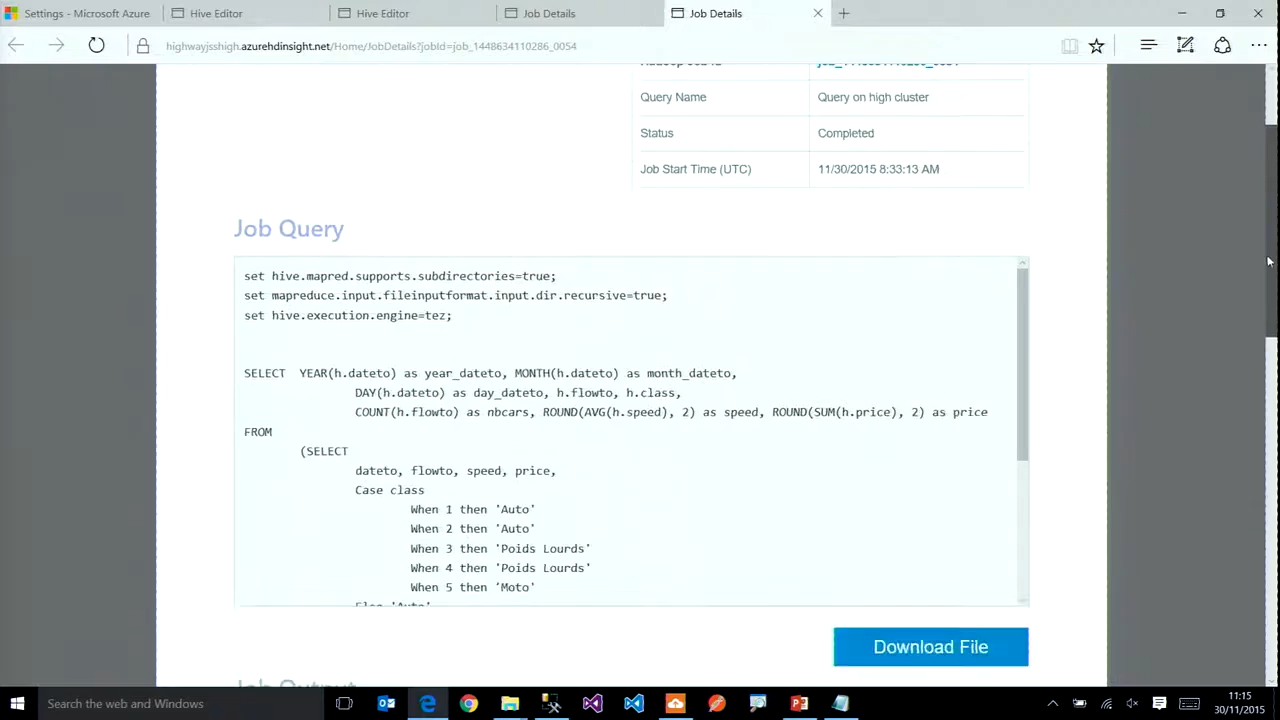 Settings - Microsoft Azure
Hive Editor
Hive Editor
Job Details
Job Details
highwayjsshigh.azurehdinsight.net/Home/JobDetails?jobId=job_1448634110286_0054
Query Name
Query on high cluster
Status
Completed
Job Start Time (UTC)
11/30/2015 8:33:13 AM
Job Query
set hive.mapred.supports.subdirectories=true;
set mapreduce.input.fileinputformat.input.dir.recursive=true;
set hive.execution.engine=tez;
SELECT YEAR(h.dateto) as year_dateto, MONTH(h.dateto) as month_dateto,
DAY(h.dateto) as day_dateto, h.flowto, h.class,
COUNT(h.flowto) as nbcars, ROUND(AVG(h.speed), 2) as speed, ROUND(SUM(h.price), 2) as price
FROM
(SELECT
dateto, flowto, speed, price,
Case class
When 1 then 'Auto'
When 2 then 'Auto'
When 3 then 'Poids Lourds'
When 4 then 'Poids Lourds'
When 5 then 'Moto'
Else 'Auto'
Download File
Job Output
Search the web and Windows
11:15
30/11/2015